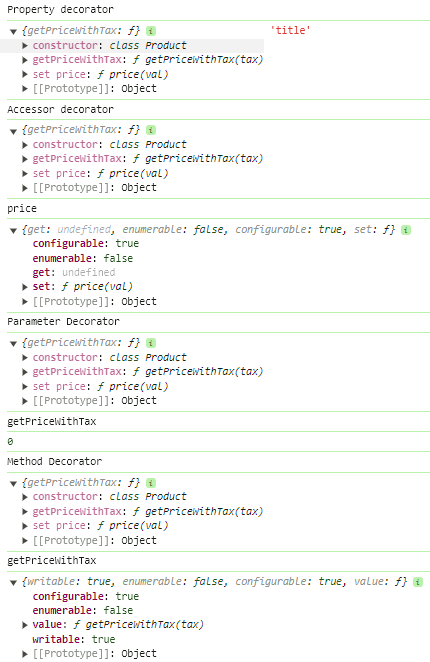 Property decorator
▼ {getPriceWithTax: ƒ} i 'title'
▶ constructor: class Product
▶ getPriceWithTax: ƒ getPriceWithTax(tax)
▶ set price: ƒ price(val)
▶ [[Prototype]]: Object
Accessor decorator
▼ {getPriceWithTax: ƒ} i
▶ constructor: class Product
▶ getPriceWithTax: ƒ getPriceWithTax(tax)
▶ set price: ƒ price(val)
▶ [[Prototype]]: Object
price
▼ {get: undefined, enumerable: false, configurable: true, set: ƒ} i
configurable: true
enumerable: false
get: undefined
▶ set: ƒ price(val)
▶ [[Prototype]]: Object
Parameter Decorator
▼ {getPriceWithTax: ƒ} i
▶ constructor: class Product
▶ getPriceWithTax: ƒ getPriceWithTax(tax)
▶ set price: ƒ price(val)
▶ [[Prototype]]: Object
getPriceWithTax
0
Method Decorator
▼ {getPriceWithTax: ƒ} i
▶ constructor: class Product
▶ getPriceWithTax: ƒ getPriceWithTax(tax)
▶ set price: ƒ price(val)
▶ [[Prototype]]: Object
getPriceWithTax
▼ {writable: true, enumerable: false, configurable: true, value: ƒ} i
configurable: true
enumerable: false
▶ value: ƒ getPriceWithTax(tax)
writable: true
▶ [[Prototype]]: Object